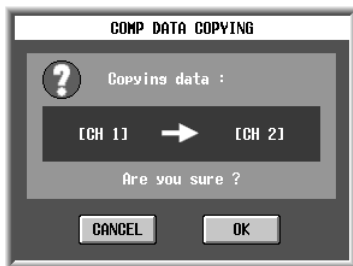 COMP DATA COPYING
?
Copying data :
[CH 1] → [CH 2]
Are you sure ?
CANCEL OK